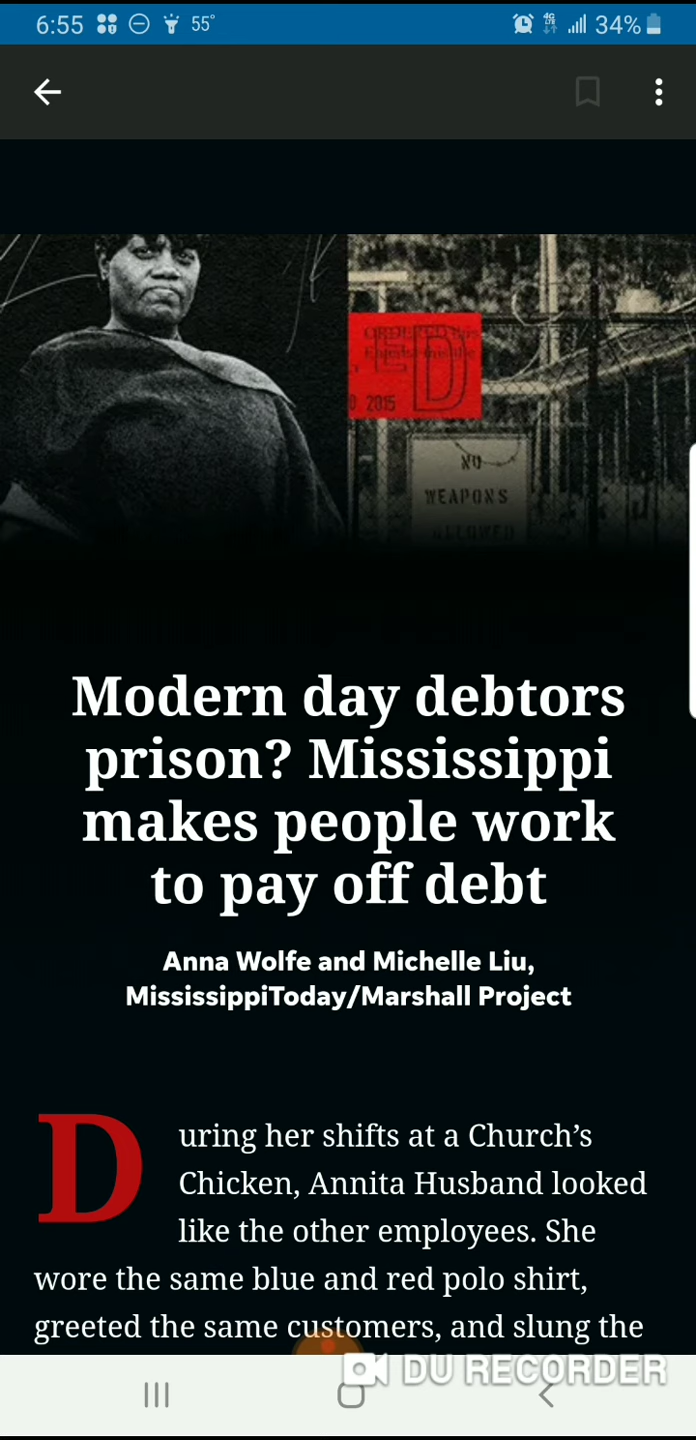 6:55 55° 34%
ORDERED this
ED
2015
NO
WEAPONS
ALLOWED
Modern day debtors
prison? Mississippi
makes people work
to pay off debt
Anna Wolfe and Michelle Liu,
MississippiToday/Marshall Project
During her shifts at a Church’s
Chicken, Annita Husband looked
like the other employees. She
wore the same blue and red polo shirt,
greeted the same customers, and slung the
DU RECORDER